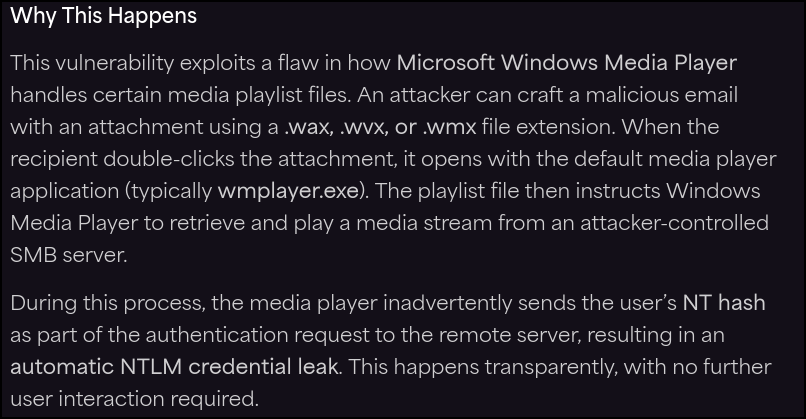 Why This Happens
This vulnerability exploits a flaw in how Microsoft Windows Media Player
handles certain media playlist files. An attacker can craft a malicious email
with an attachment using a .wax, .wvx, or .wmx file extension. When the
recipient double-clicks the attachment, it opens with the default media player
application (typically wmplayer.exe). The playlist file then instructs Windows
Media Player to retrieve and play a media stream from an attacker-controlled
SMB server.
During this process, the media player inadvertently sends the user’s NT hash
as part of the authentication request to the remote server, resulting in an
automatic NTLM credential leak. This happens transparently, with no further
user interaction required.